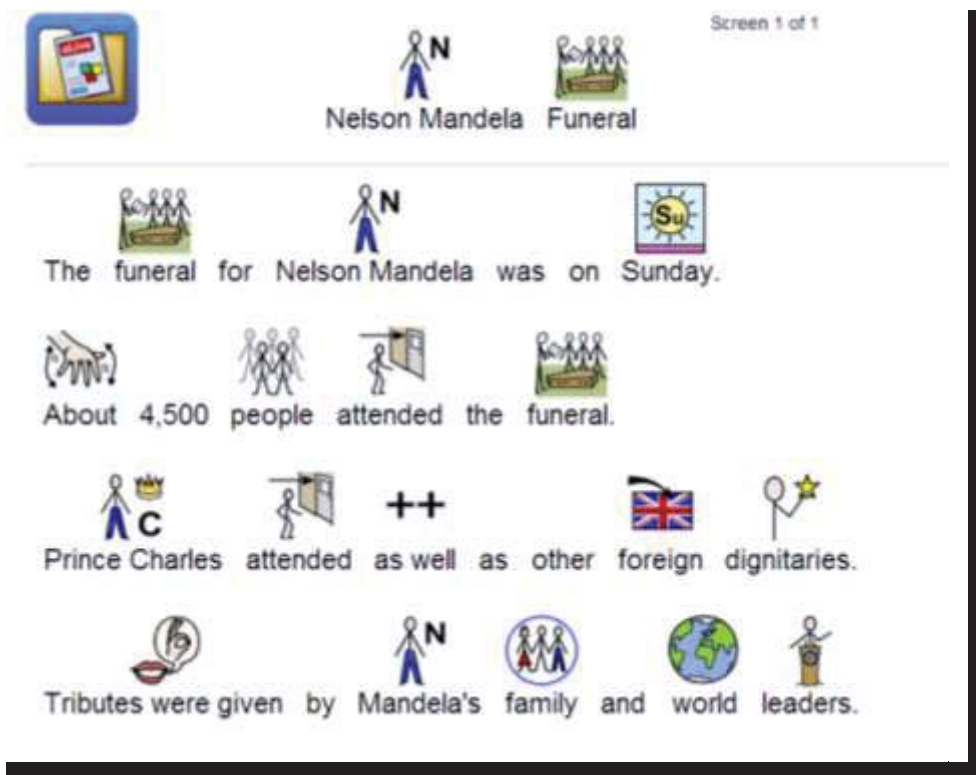 Screen 1 of 1
N
Nelson Mandela Funeral
N
Su
The funeral for Nelson Mandela was on Sunday.
About 4,500 people attended the funeral.
C
++
Prince Charles attended as well as other foreign dignitaries.
N
Tributes were given by Mandela's family and world leaders.